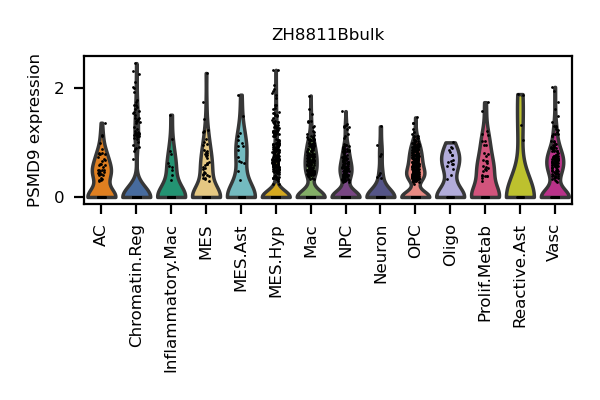 ZH8811Bbulk
PSMD9 expression
2
0
AC
Chromatin.Reg
Inflammatory.Mac
MES
MES.Ast
MES.Hyp
Mac
NPC
Neuron
OPC
Oligo
Prolif.Metab
Reactive.Ast
Vasc